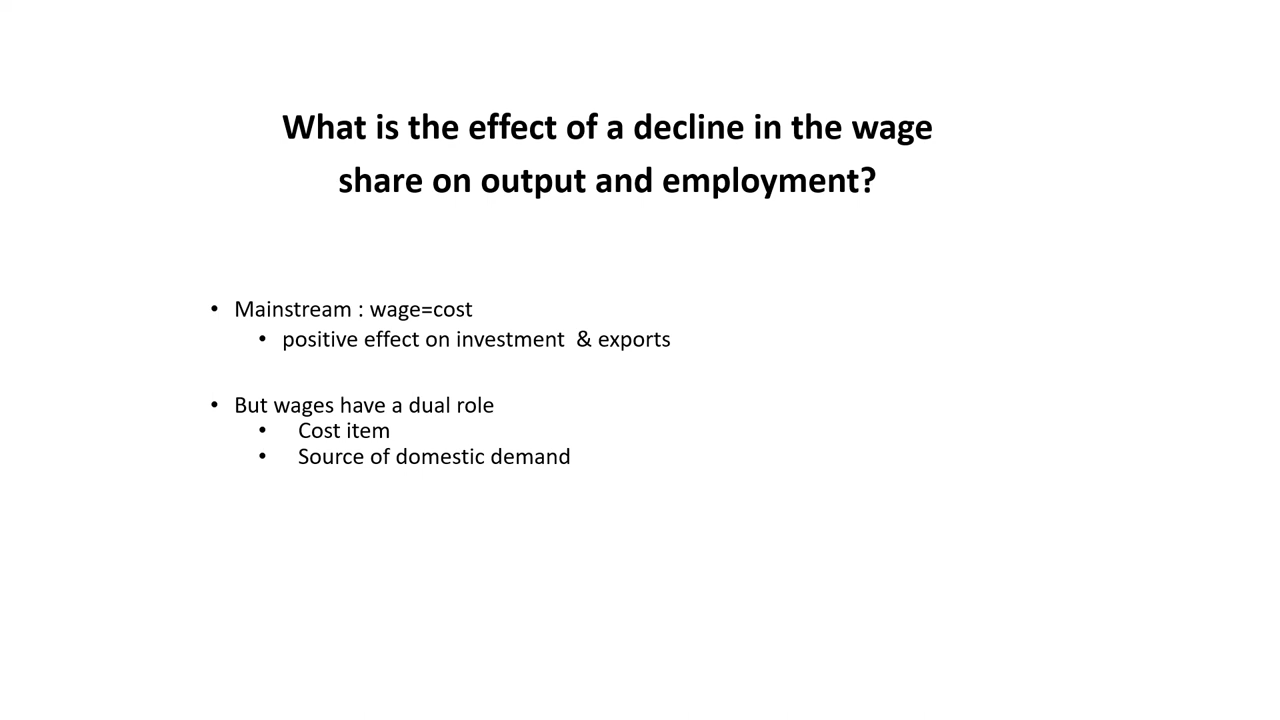 What is the effect of a decline in the wage
share on output and employment?
• Mainstream : wage=cost
• positive effect on investment & exports
• But wages have a dual role
• Cost item
• Source of domestic demand